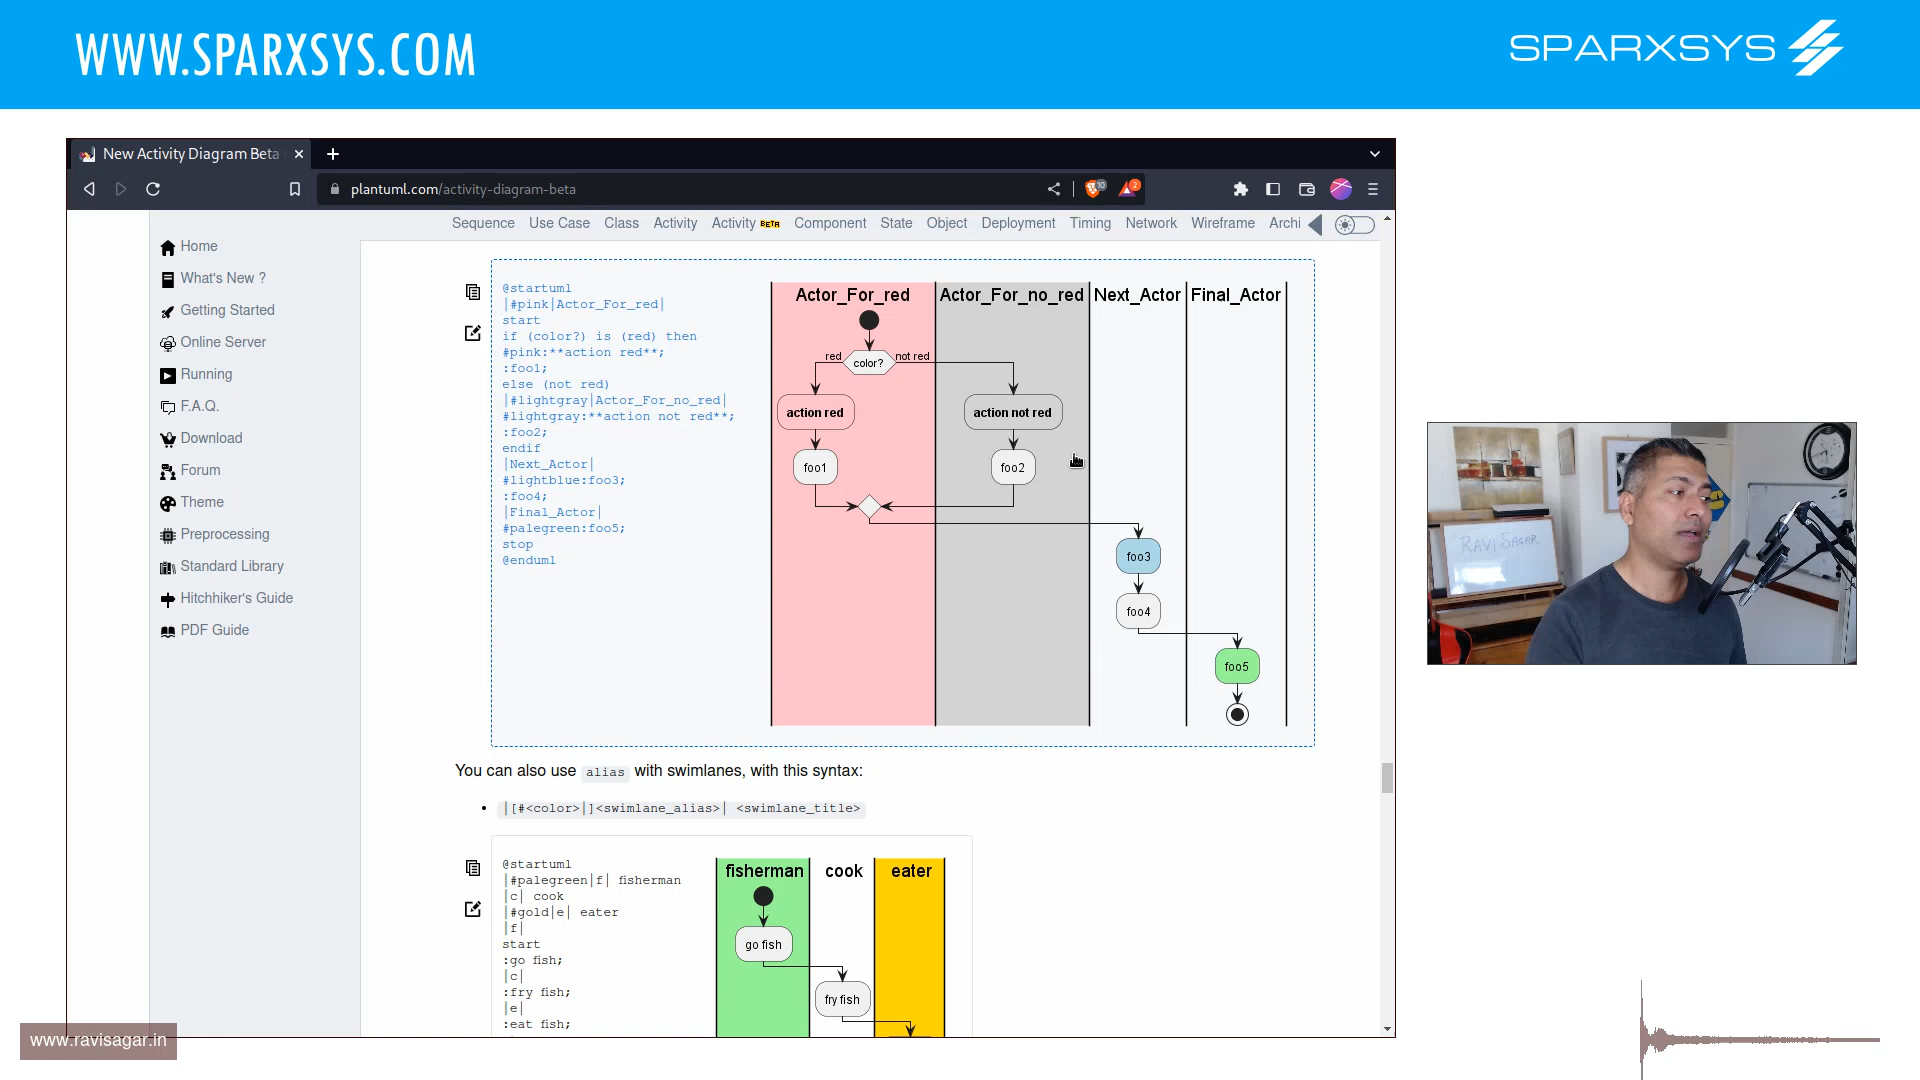 WWW.SPARXSYS.COM
SPARXSYS
New Activity Diagram Beta
plantuml.com/activity-diagram-beta
10
2
Sequence Use Case Class Activity Activity BETA Component State Object Deployment Timing Network Wireframe Archi
Home
What's New ?
Getting Started
Online Server
Running
F.A.Q.
Download
Forum
Theme
Preprocessing
Standard Library
Hitchhiker's Guide
PDF Guide
@startuml
|#pink|Actor_For_red|
start
if (color?) is (red) then
#pink:**action red**;
:foo1;
else (not red)
|#lightgray|Actor_For_no_red|
#lightgray:**action not red**;
:foo2;
endif
|Next_Actor|
#lightblue:foo3;
:foo4;
|Final_Actor|
#palegreen:foo5;
stop
@enduml
Actor_For_red Actor_For_no_red Next_Actor Final_Actor
red color? not red
action red action not red
foo1 foo2
foo3
foo4
foo5
You can also use alias with swimlanes, with this syntax:
|[#<color>|]<swimlane_alias>| <swimlane_title>
@startuml
|#palegreen|f| fisherman
|c| cook
|#gold|e| eater
|f|
start
:go fish;
|c|
:fry fish;
|e|
:eat fish;
fisherman cook eater
go fish
fry fish
RAVI SAGAR
www.ravisagar.in